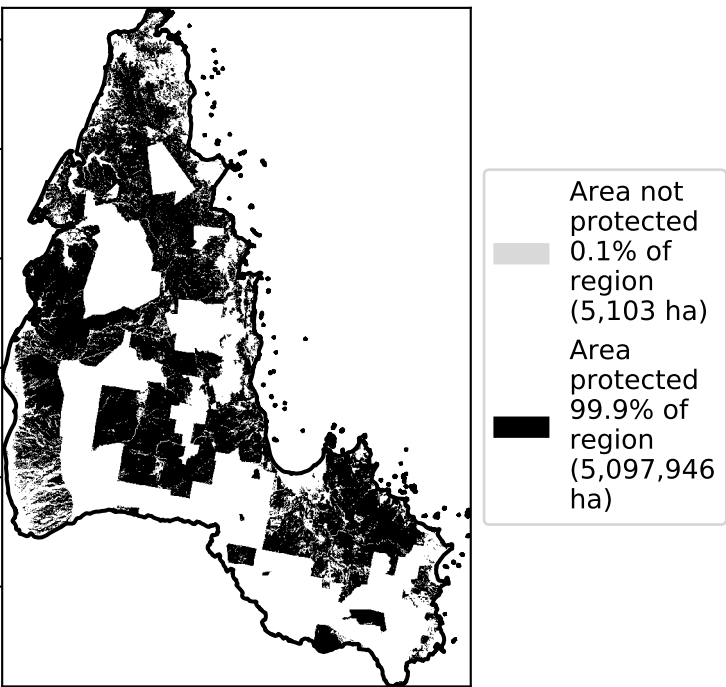 Area not
protected
0.1% of
region
(5,103 ha)
Area
protected
99.9% of
region
(5,097,946
ha)